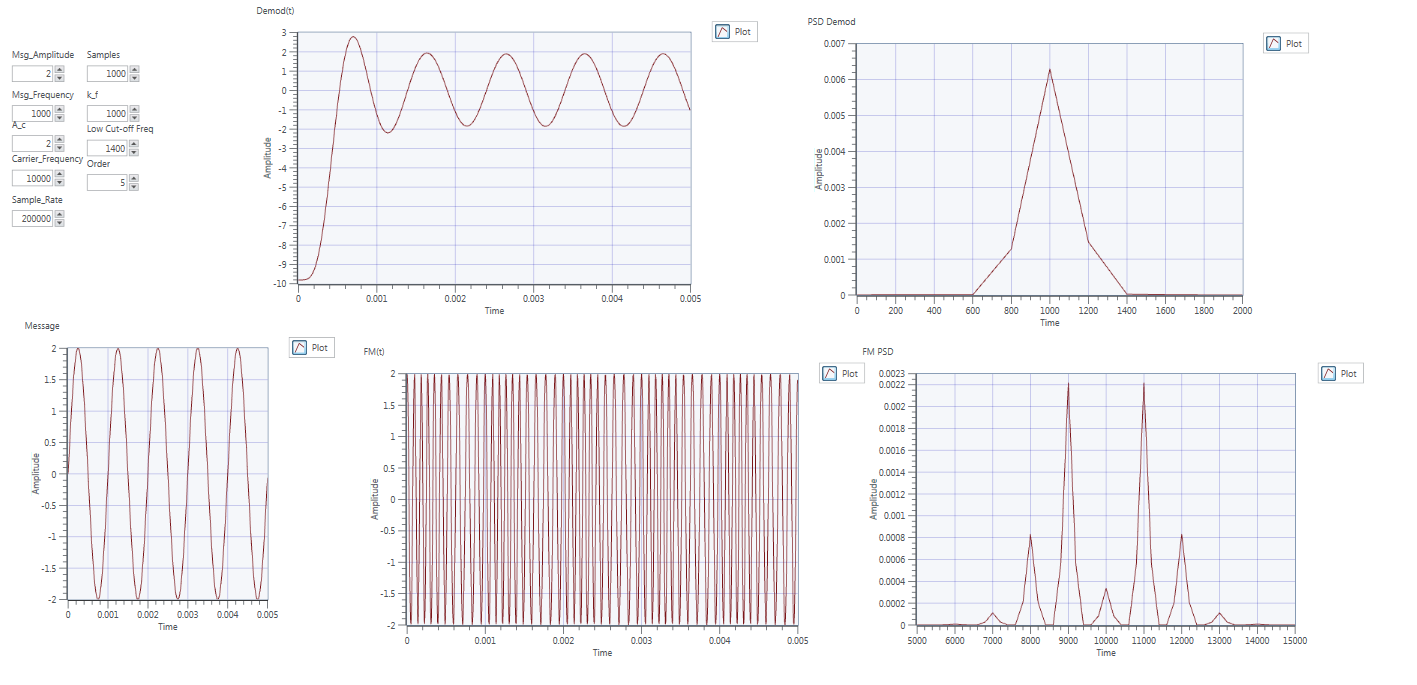 Demod(t)
Plot
3
2
1
0
-1
-2
-3
-4
-5
-6
-7
-8
-9
-10
Amplitude
0 0.001 0.002 0.003 0.004 0.005
Time
PSD Demod
Plot
0.007
0.006
0.005
0.004
0.003
0.002
0.001
0
Amplitude
0 200 400 600 800 1000 1200 1400 1600 1800 2000
Time
Msg_Amplitude Samples
2 1000
Msg_Frequency k_f
1000 1000
A_c Low Cut-off Freq
2 1400
Carrier_Frequency Order
10000 5
Sample_Rate
200000
Message
Plot
2
1.5
1
0.5
0
-0.5
-1
-1.5
-2
Amplitude
0 0.001 0.002 0.003 0.004 0.005
Time
FM(t)
Plot
2
1.5
1
0.5
0
-0.5
-1
-1.5
-2
Amplitude
0 0.001 0.002 0.003 0.004 0.005
Time
FM PSD
Plot
0.0023
0.0022
0.002
0.0018
0.0016
0.0014
0.0012
0.001
0.0008
0.0006
0.0004
0.0002
0
Amplitude
5000 6000 7000 8000 9000 10000 11000 12000 13000 14000 15000
Time